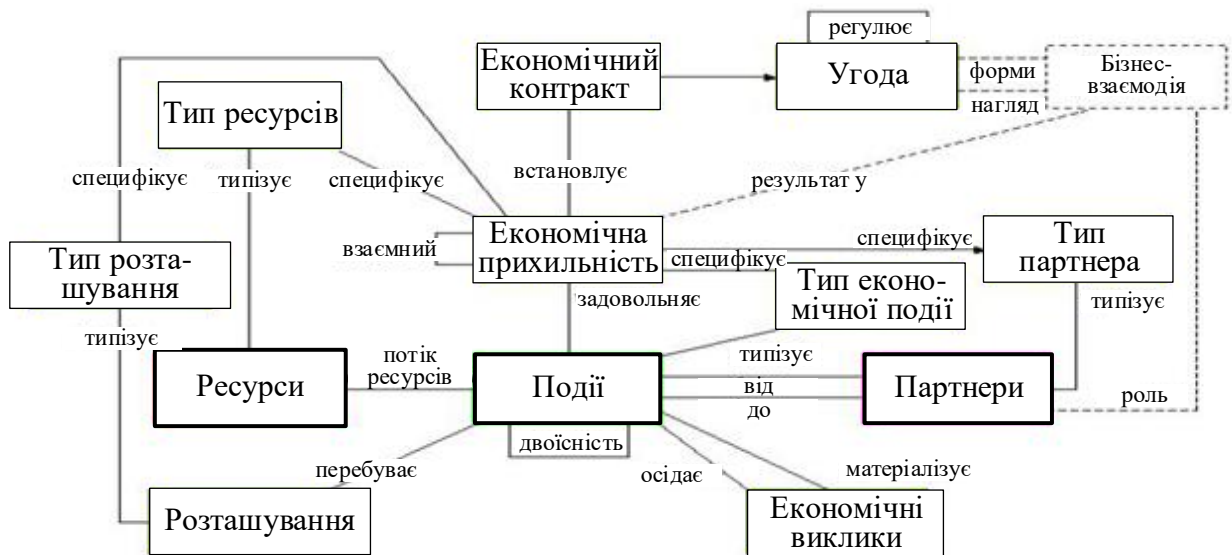 регулює
Економічний
контракт
Угода
форми
нагляд
Бізнес-
взаємодія
Тип ресурсів
специфікує
типізує
специфікує
встановлує
результат у
взаємний
Економічна
прихильність
специфікує
специфікує
Тип
партнера
Тип розта-
шування
Тип еконо-
мічної події
задовольняє
типізує
типізує
Ресурси
потік
ресурсів
Події
типізує
від
до
Партнери
роль
двоїсність
перебуває
осідає
матеріалізує
Розташування
Економічні
виклики